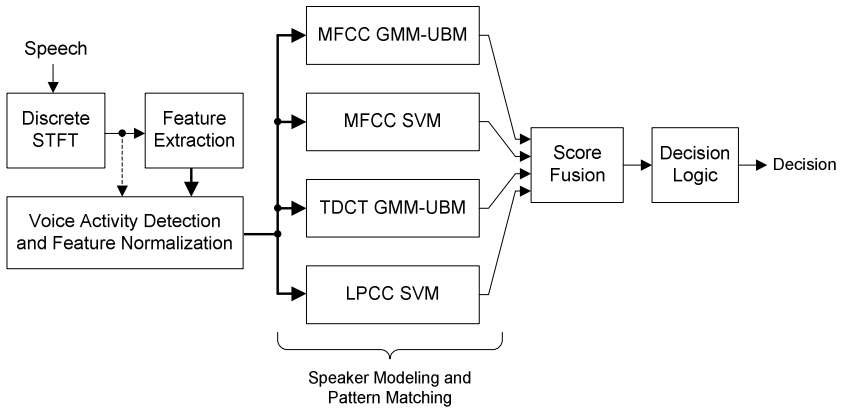 Speech
Discrete
STFT
Feature
Extraction
Voice Activity Detection
and Feature Normalization
MFCC GMM-UBM
MFCC SVM
TDCT GMM-UBM
LPCC SVM
Speaker Modeling and
Pattern Matching
Score
Fusion
Decision
Logic
Decision